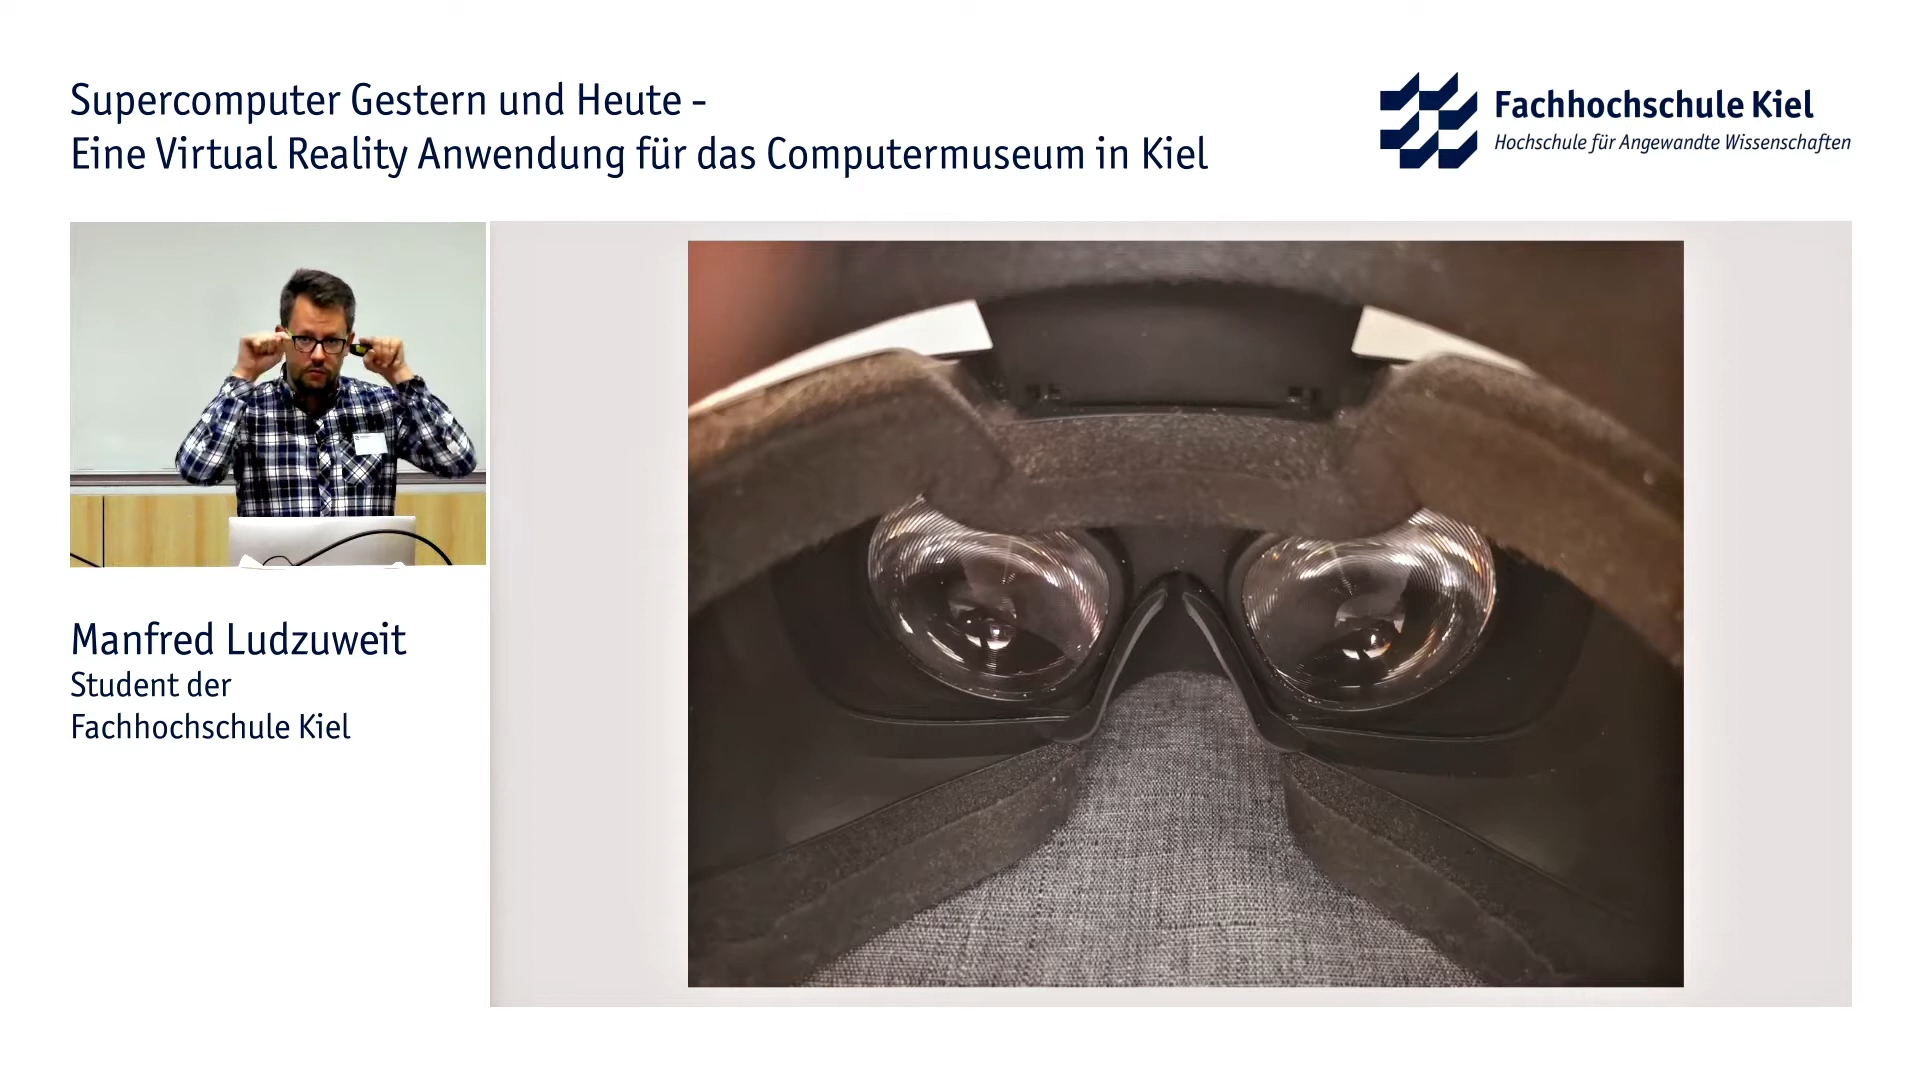 Supercomputer Gestern und Heute -
Eine Virtual Reality Anwendung für das Computermuseum in Kiel
Fachhochschule Kiel
Hochschule für Angewandte Wissenschaften
Manfred Ludzuweit
Student der
Fachhochschule Kiel